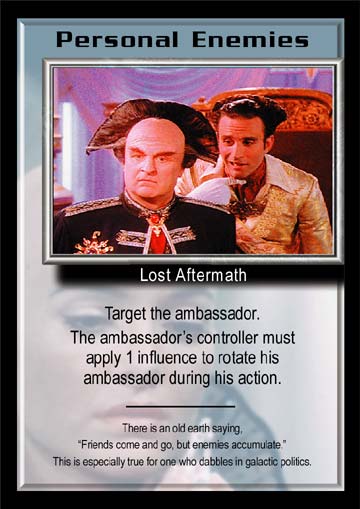 Personal Enemies
Lost Aftermath
Target the ambassador.
The ambassador's controller must
apply 1 influence to rotate his
ambassador during his action.
There is an old earth saying,
"Friends come and go, but enemies accumulate."
This is especially true for one who dabbles in galactic politics.